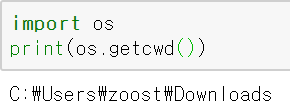 import os
print(os.getcwd())
C:₩Users₩zoost₩Downloads